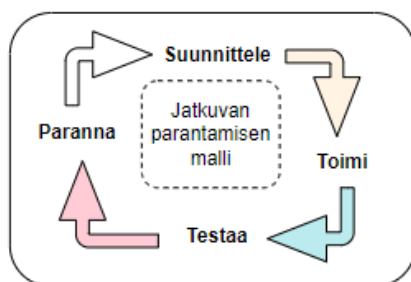 Suunnittele
Jatkuvan
parantamisen
malli
Paranna
Toimi
Testaa